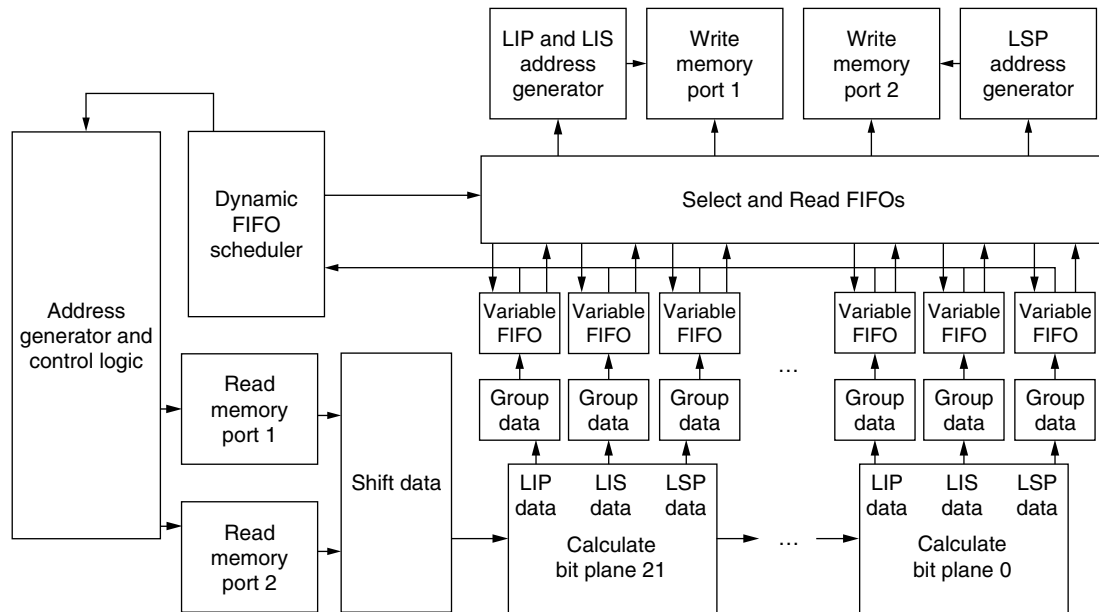 LIP and LIS
address
generator
Write
memory
port 1
Write
memory
port 2
LSP
address
generator
Dynamic
FIFO
scheduler
Select and Read FIFOs
Address
generator and
control logic
Variable
FIFO
Variable
FIFO
Variable
FIFO
Variable
FIFO
Variable
FIFO
Variable
FIFO
...
Read
memory
port 1
Shift data
Group
data
Group
data
Group
data
Group
data
Group
data
Group
data
Read
memory
port 2
LIP
data
LIS
data
LSP
data
Calculate
bit plane 21
...
LIP
data
LIS
data
LSP
data
Calculate
bit plane 0